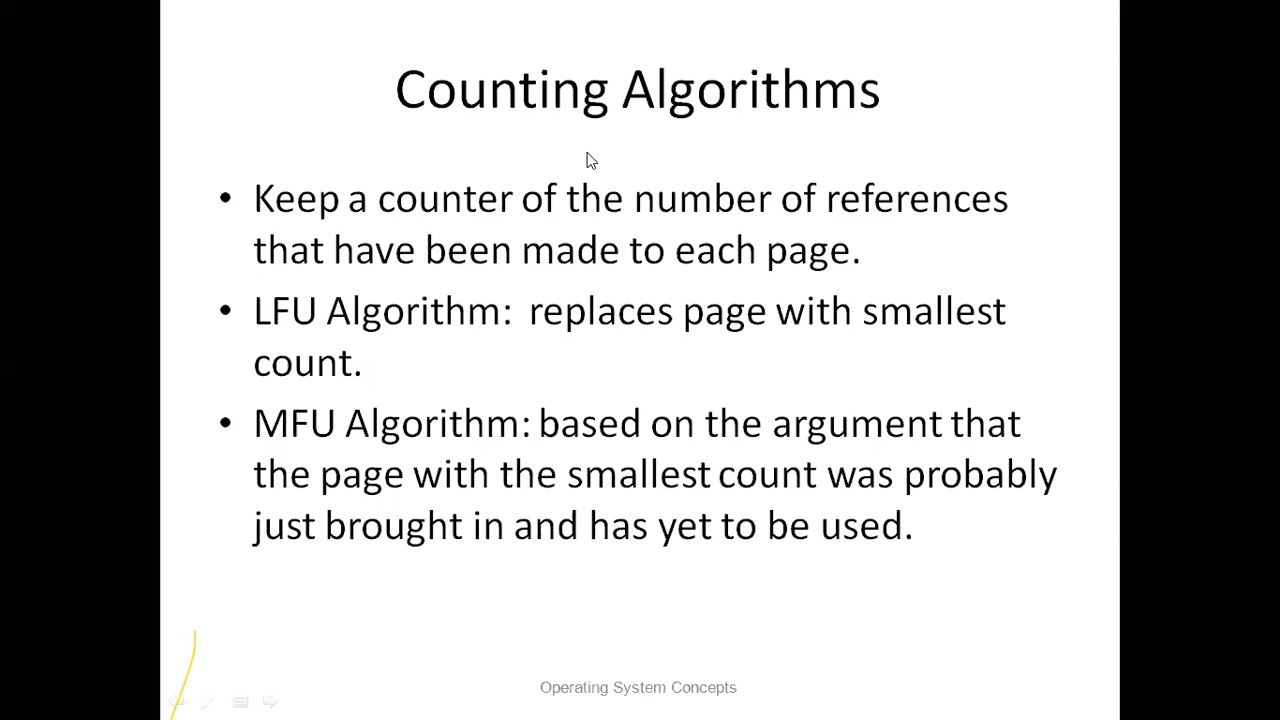 Counting Algorithms
• Keep a counter of the number of references
that have been made to each page.
• LFU Algorithm:  replaces page with smallest
count.
• MFU Algorithm: based on the argument that
the page with the smallest count was probably
just brought in and has yet to be used.
Operating System Concepts